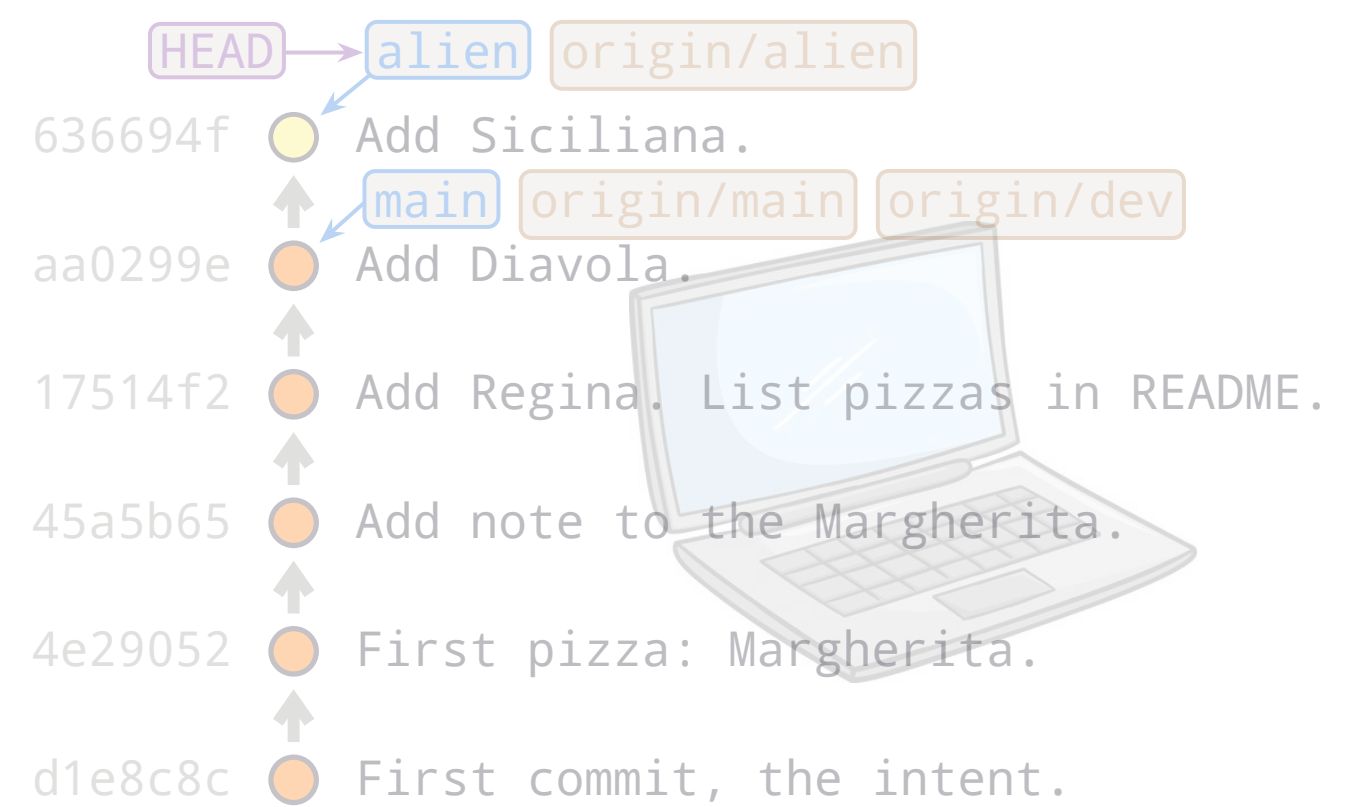 HEAD alien origin/alien
636694f Add Siciliana.
main origin/main origin/dev
aa0299e Add Diavola.
17514f2 Add Regina. List pizzas in README.
45a5b65 Add note to the Margherita.
4e29052 First pizza: Margherita.
d1e8c8c First commit, the intent.